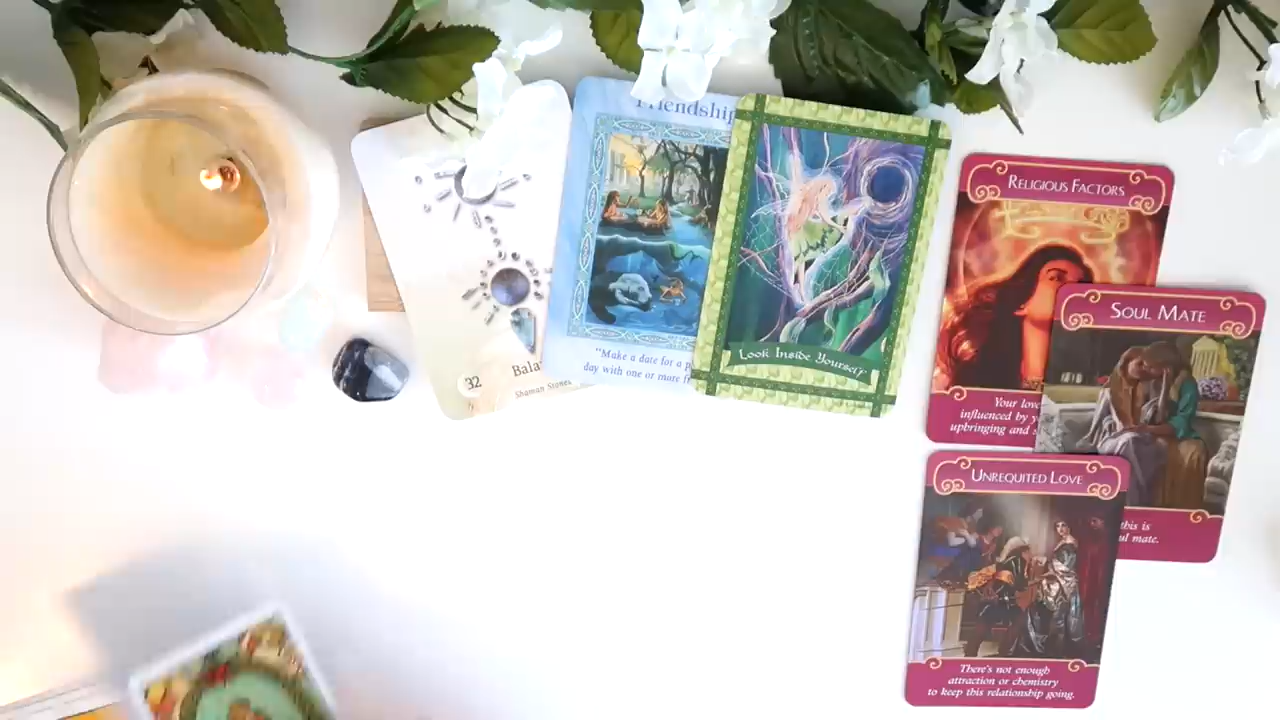 32
Shaman Stones
Friendship
"Make a date for a
day with one or more
Look Inside Yourself
RELIGIOUS FACTORS
Your love
influenced by
upbringing and
SOUL MATE
this is
mate.
UNREQUITED LOVE
There's not enough
attraction or chemistry
to keep this relationship going.